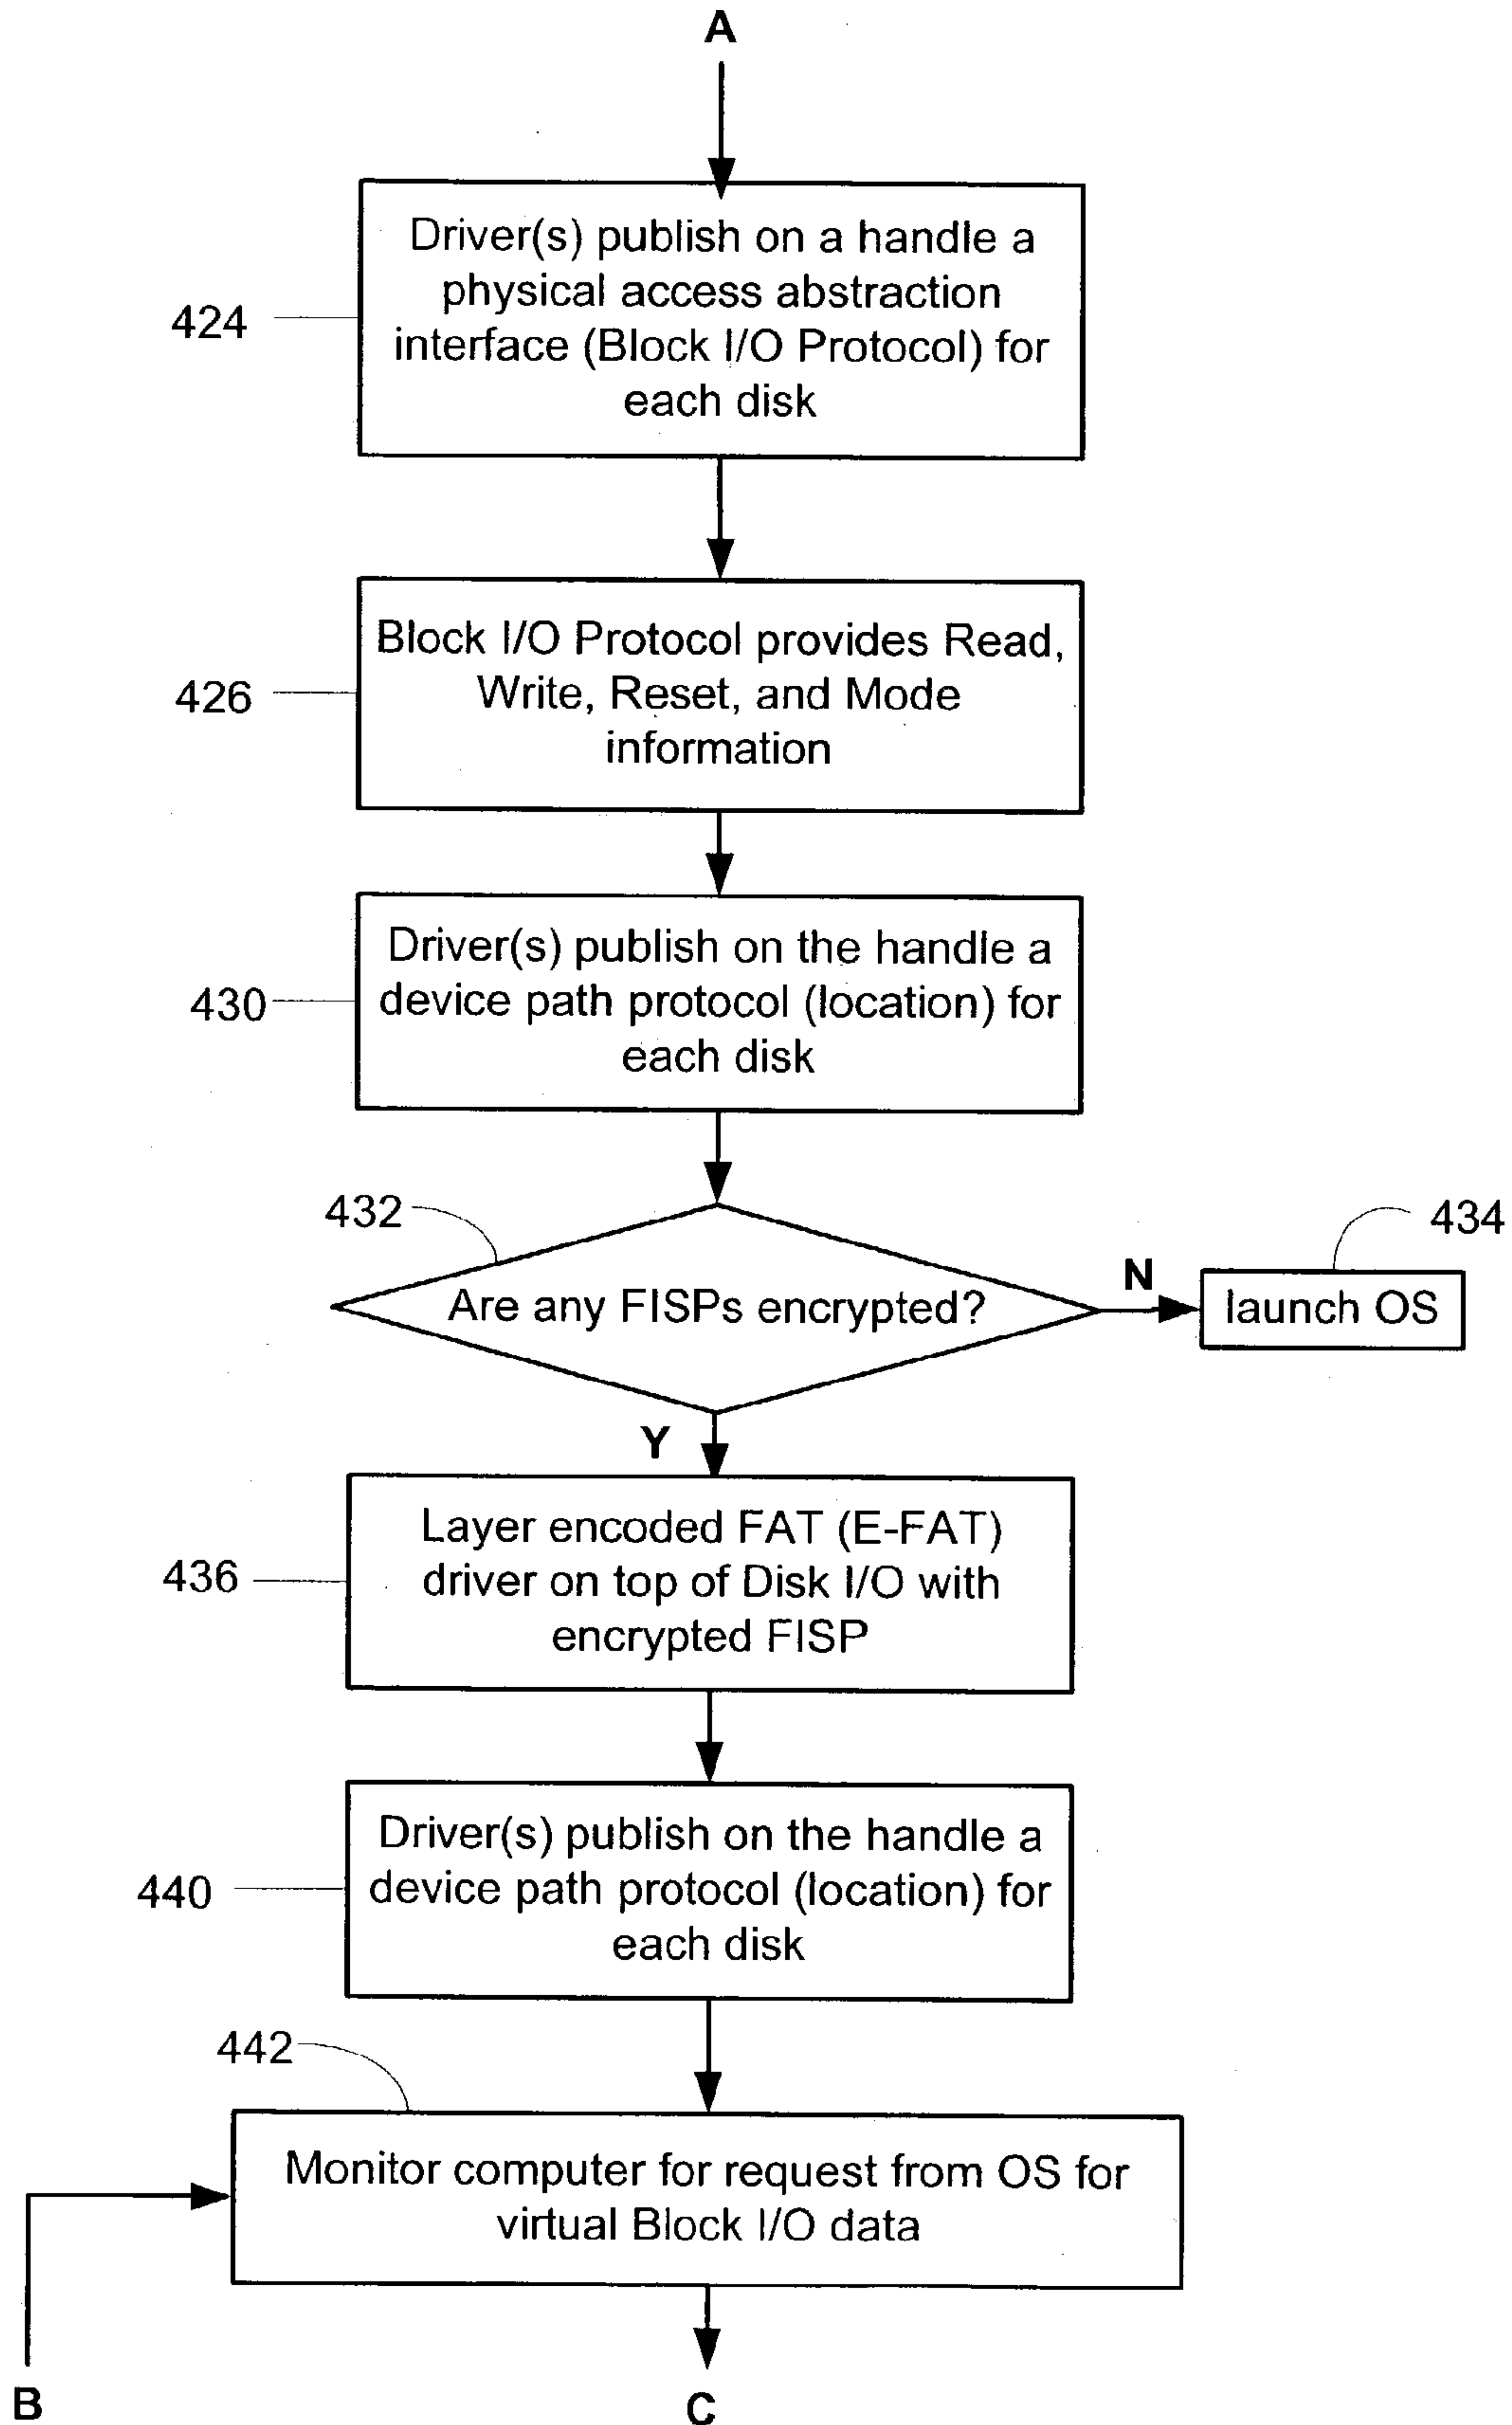 A
Driver(s) publish on a handle a
physical access abstraction
interface (Block I/O Protocol) for
each disk
424
Block I/O Protocol provides Read,
Write, Reset, and Mode
information
426
Driver(s) publish on the handle a
device path protocol (location) for
each disk
430
432
Are any FISPs encrypted?
N
434
launch OS
Y
Layer encoded FAT (E-FAT)
driver on top of Disk I/O with
encrypted FISP
436
Driver(s) publish on the handle a
device path protocol (location) for
each disk
440
442
Monitor computer for request from OS for
virtual Block I/O data
B
C